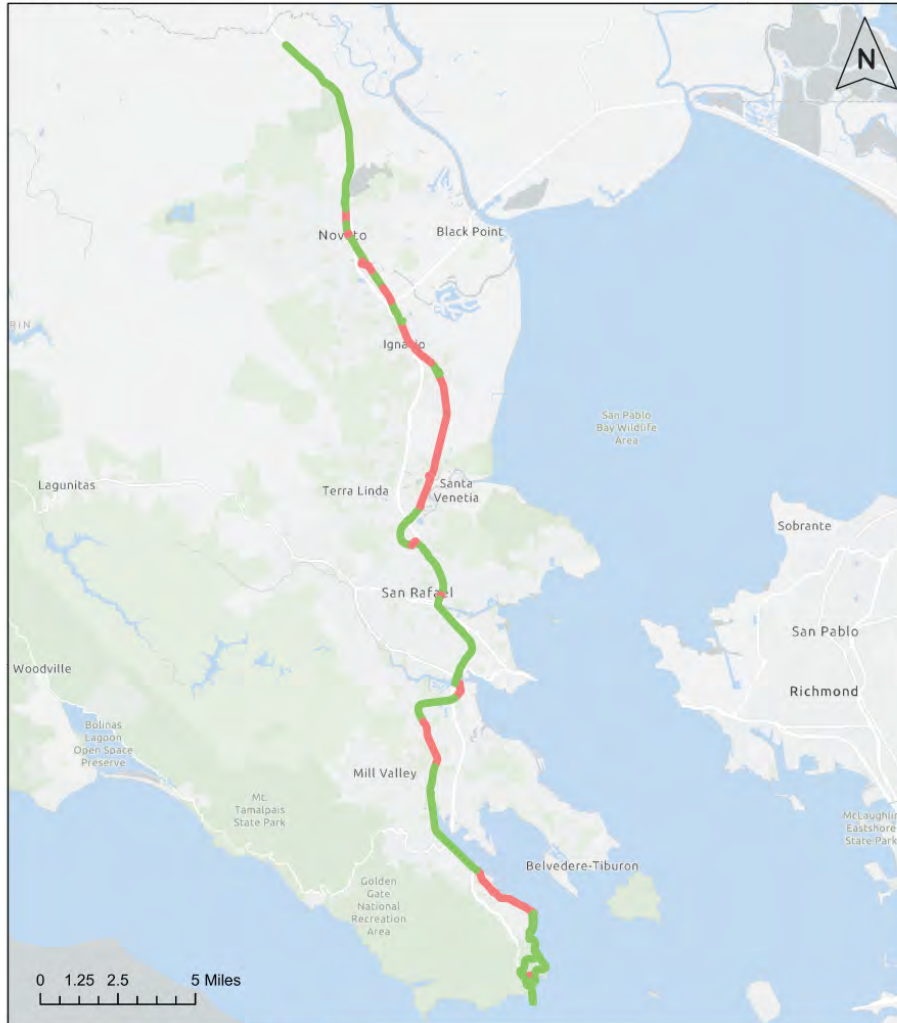 N
Novato
Black Point
RIN
Ignacio
San Pablo
Bay Wildlife
Area
Lagunitas
Terra Linda
Santa
Venetia
Sobrante
San Rafael
San Pablo
Woodville
Richmond
Bolinas
Lagoon
Open Space
Preserve
Mill Valley
Mt.
Tamalpais
State Park
McLaughlin
Eastshore
State Park
Belvedere-Tiburon
Golden
Gate
National
Recreation
Area
0 1.25 2.5 5 Miles